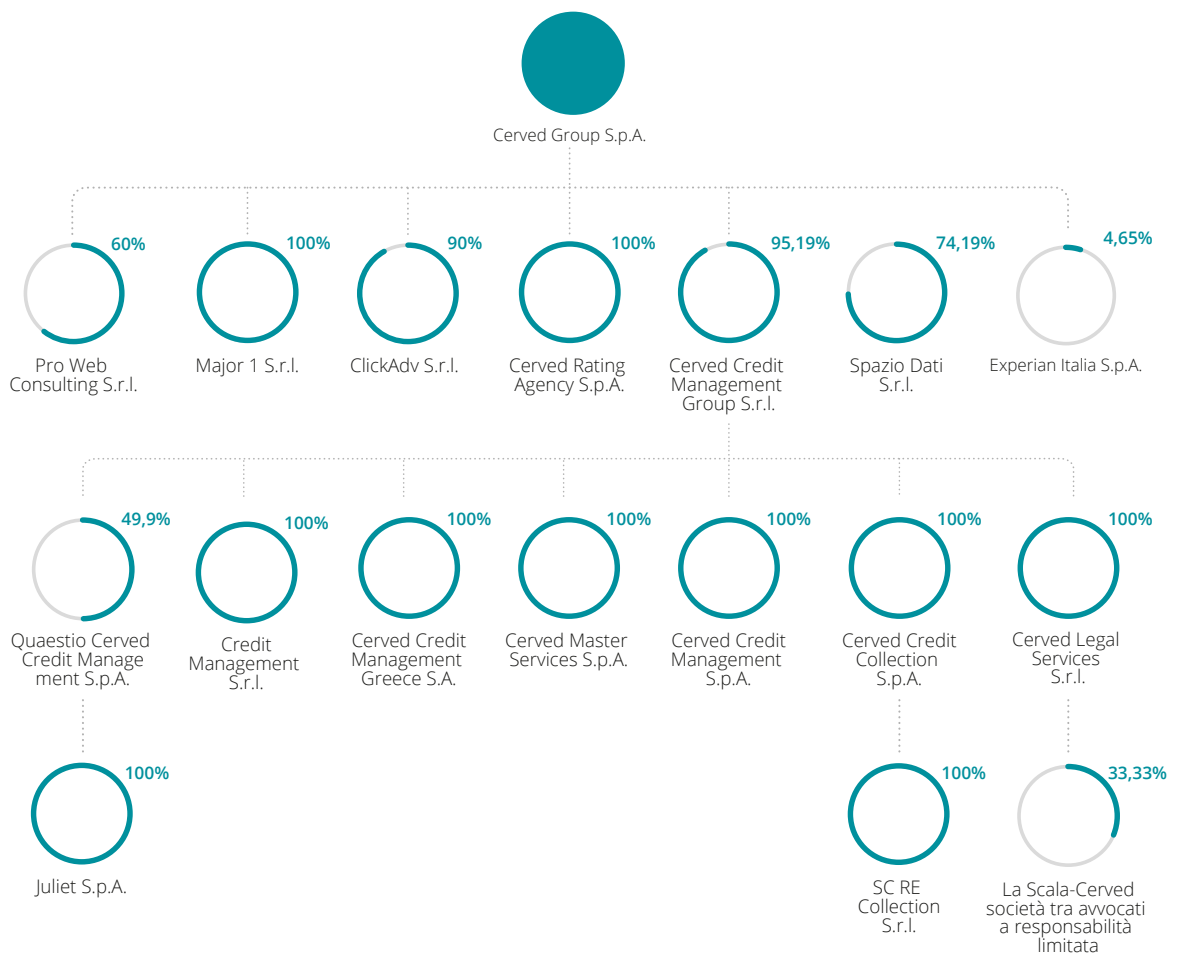 Cerved Group S.p.A.
60%
Pro Web
Consulting S.r.l.
100%
Major 1 S.r.l.
90%
ClickAdv S.r.l.
100%
Cerved Rating
Agency S.p.A.
95,19%
Cerved Credit
Management
Group S.r.l.
74,19%
Spazio Dati
S.r.l.
4,65%
Experian Italia S.p.A.
49,9%
Quaestio Cerved
Credit Manage
ment S.p.A.
100%
Credit
Management
S.r.l.
100%
Cerved Credit
Management
Greece S.A.
100%
Cerved Master
Services S.p.A.
100%
Cerved Credit
Management
S.p.A.
100%
Cerved Credit
Collection
S.p.A.
100%
Cerved Legal
Services
S.r.l.
100%
Juliet S.p.A.
100%
SC RE
Collection
S.r.l.
33,33%
La Scala-Cerved
società tra avvocati
a responsabilità
limitata